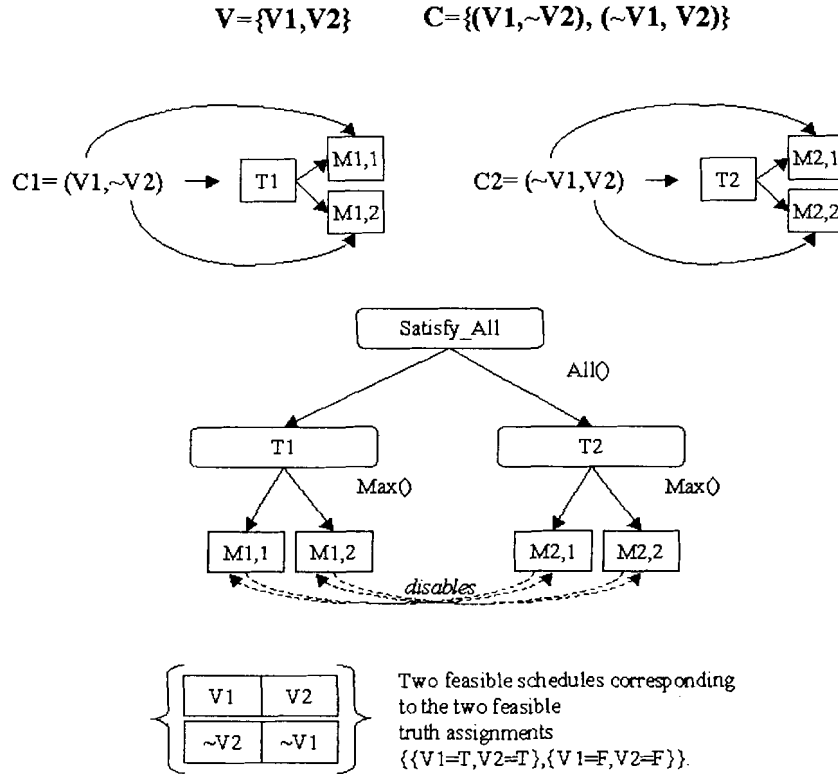 V={V1,V2} C={(V1,~V2), (~V1, V2)}
M1,1
C1= (V1,~V2)
T1
M1,2
M2,1
C2= (~V1,V2)
T2
M2,2
Satisfy_All
All()
T1
T2
Max()
Max()
M1,1
M1,2
M2,1
M2,2
disables
V1
V2
~V2
~V1
Two feasible schedules corresponding
to the two feasible
truth assignments
{{V1=T,V2=T},{V1=F,V2=F}}.